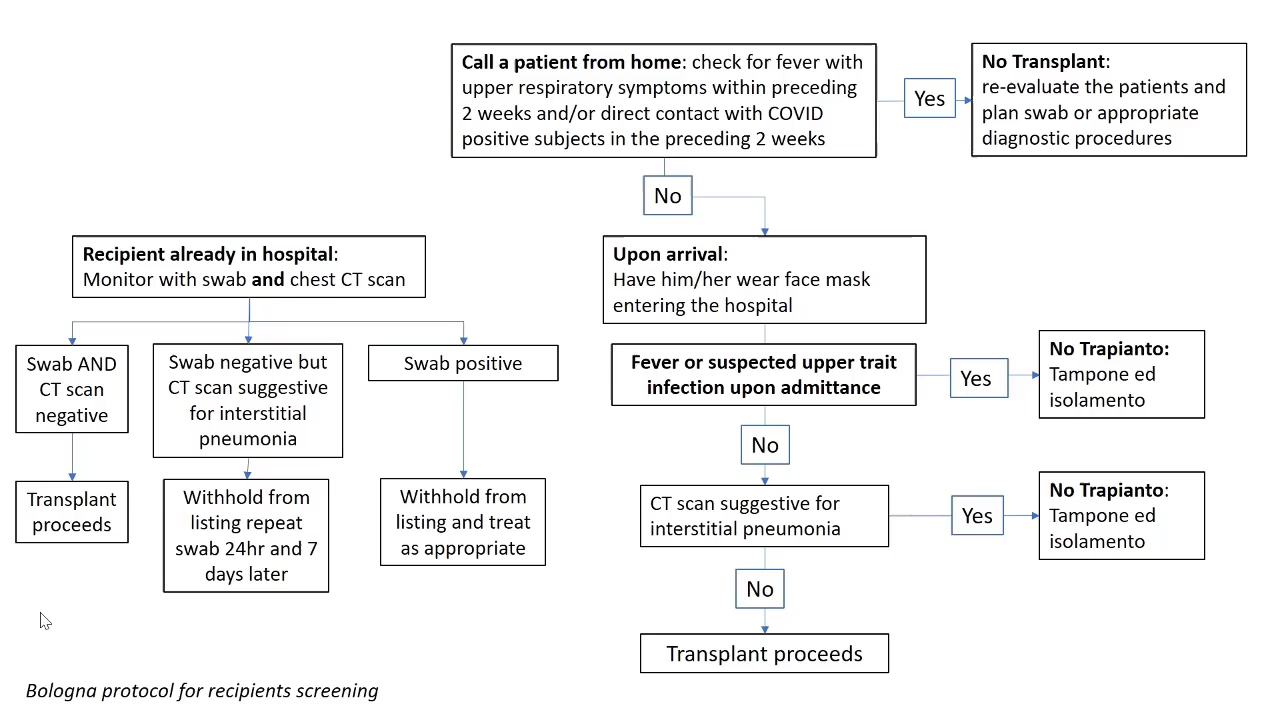 Call a patient from home: check for fever with
upper respiratory symptoms within preceding
2 weeks and/or direct contact with COVID
positive subjects in the preceding 2 weeks
Yes
No Transplant:
re-evaluate the patients and
plan swab or appropriate
diagnostic procedures
No
Recipient already in hospital:
Monitor with swab and chest CT scan
Swab AND
CT scan
negative
Swab negative but
CT scan suggestive
for interstitial
pneumonia
Swab positive
Transplant
proceeds
Withhold from
listing repeat
swab 24hr and 7
days later
Withhold from
listing and treat
as appropriate
Upon arrival:
Have him/her wear face mask
entering the hospital
Fever or suspected upper trait
infection upon admittance
Yes
No Trapianto:
Tampone ed
isolamento
No
CT scan suggestive for
interstitial pneumonia
Yes
No Trapianto:
Tampone ed
isolamento
No
Transplant proceeds
Bologna protocol for recipients screening